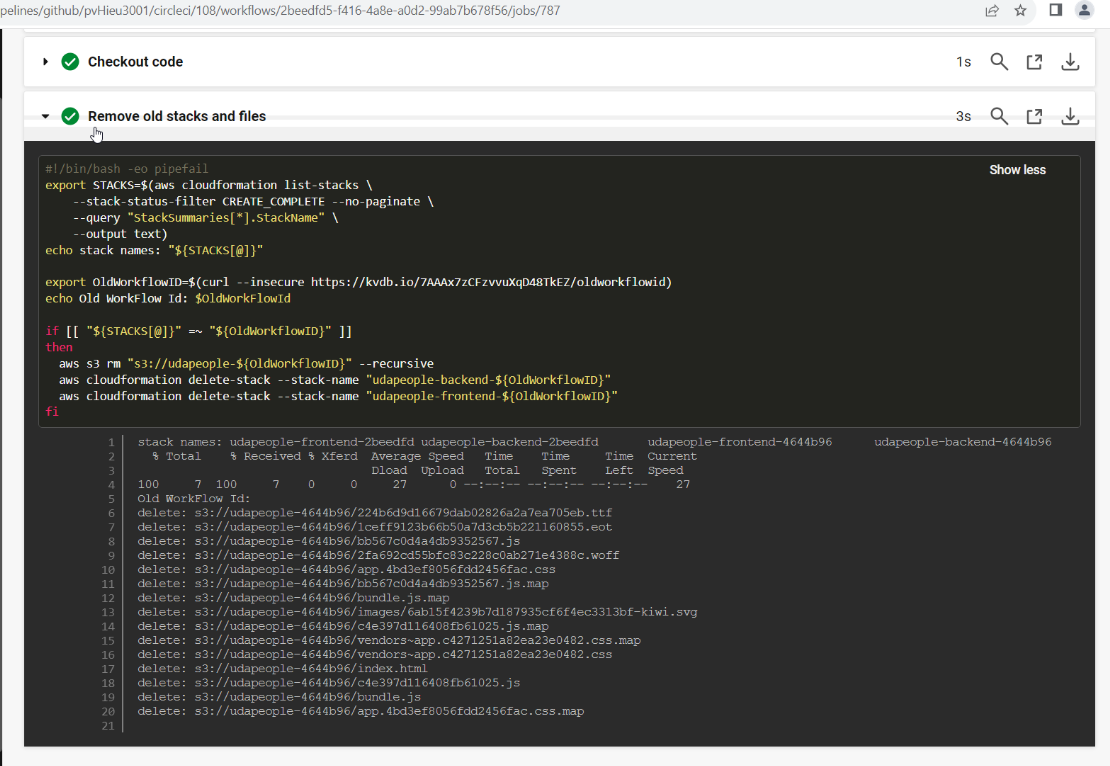 pelines/github/pvHieu3001/circleci/108/workflows/2beedfd5-f416-4a8e-a0d2-99ab7b678f56/jobs/787
Checkout code 1s
Remove old stacks and files 3s
#!/bin/bash -eo pipefail Show less
export STACKS=$(aws cloudformation list-stacks \
--stack-status-filter CREATE_COMPLETE --no-paginate \
--query "StackSummaries[*].StackName" \
--output text)
echo stack names: "${STACKS[@]}"
export OldWorkflowID=$(curl --insecure https://kvdb.io/7AAAx7zCFzvvuXqD48TkEZ/oldworkflowid)
echo Old WorkFlow Id: $OldWorkFlowId
if [[ "${STACKS[@]}" =~ "${OldWorkflowID}" ]]
then
aws s3 rm "s3://udapeople-${OldWorkflowID}" --recursive
aws cloudformation delete-stack --stack-name "udapeople-backend-${OldWorkflowID}"
aws cloudformation delete-stack --stack-name "udapeople-frontend-${OldWorkflowID}"
fi
1 stack names: udapeople-frontend-2beedfd udapeople-backend-2beedfd udapeople-frontend-4644b96 udapeople-backend-4644b96
2 % Total % Received % Xferd Average Speed Time Time Time Current
3 Dload Upload Total Spent Left Speed
4 100 7 100 7 0 0 27 0 --:--:-- --:--:-- --:--:-- 27
5 Old WorkFlow Id:
6 delete: s3://udapeople-4644b96/224b6d9d16679dab02826a2a7ea705eb.ttf
7 delete: s3://udapeople-4644b96/1ceff9123b66b50a7d3cb5b221160855.eot
8 delete: s3://udapeople-4644b96/bb567c0d4a4db9352567.js
9 delete: s3://udapeople-4644b96/2fa692cd55bfc83c228c0ab271e4388c.woff
10 delete: s3://udapeople-4644b96/app.4bd3ef8056fdd2456fac.css
11 delete: s3://udapeople-4644b96/bb567c0d4a4db9352567.js.map
12 delete: s3://udapeople-4644b96/bundle.js.map
13 delete: s3://udapeople-4644b96/images/6ab15f4239b7d187935cf6f4ec3313bf-kiwi.svg
14 delete: s3://udapeople-4644b96/c4e397d116408fb61025.js.map
15 delete: s3://udapeople-4644b96/vendors~app.c4271251a82ea23e0482.css.map
16 delete: s3://udapeople-4644b96/vendors~app.c4271251a82ea23e0482.css
17 delete: s3://udapeople-4644b96/index.html
18 delete: s3://udapeople-4644b96/c4e397d116408fb61025.js
19 delete: s3://udapeople-4644b96/bundle.js
20 delete: s3://udapeople-4644b96/app.4bd3ef8056fdd2456fac.css.map
21